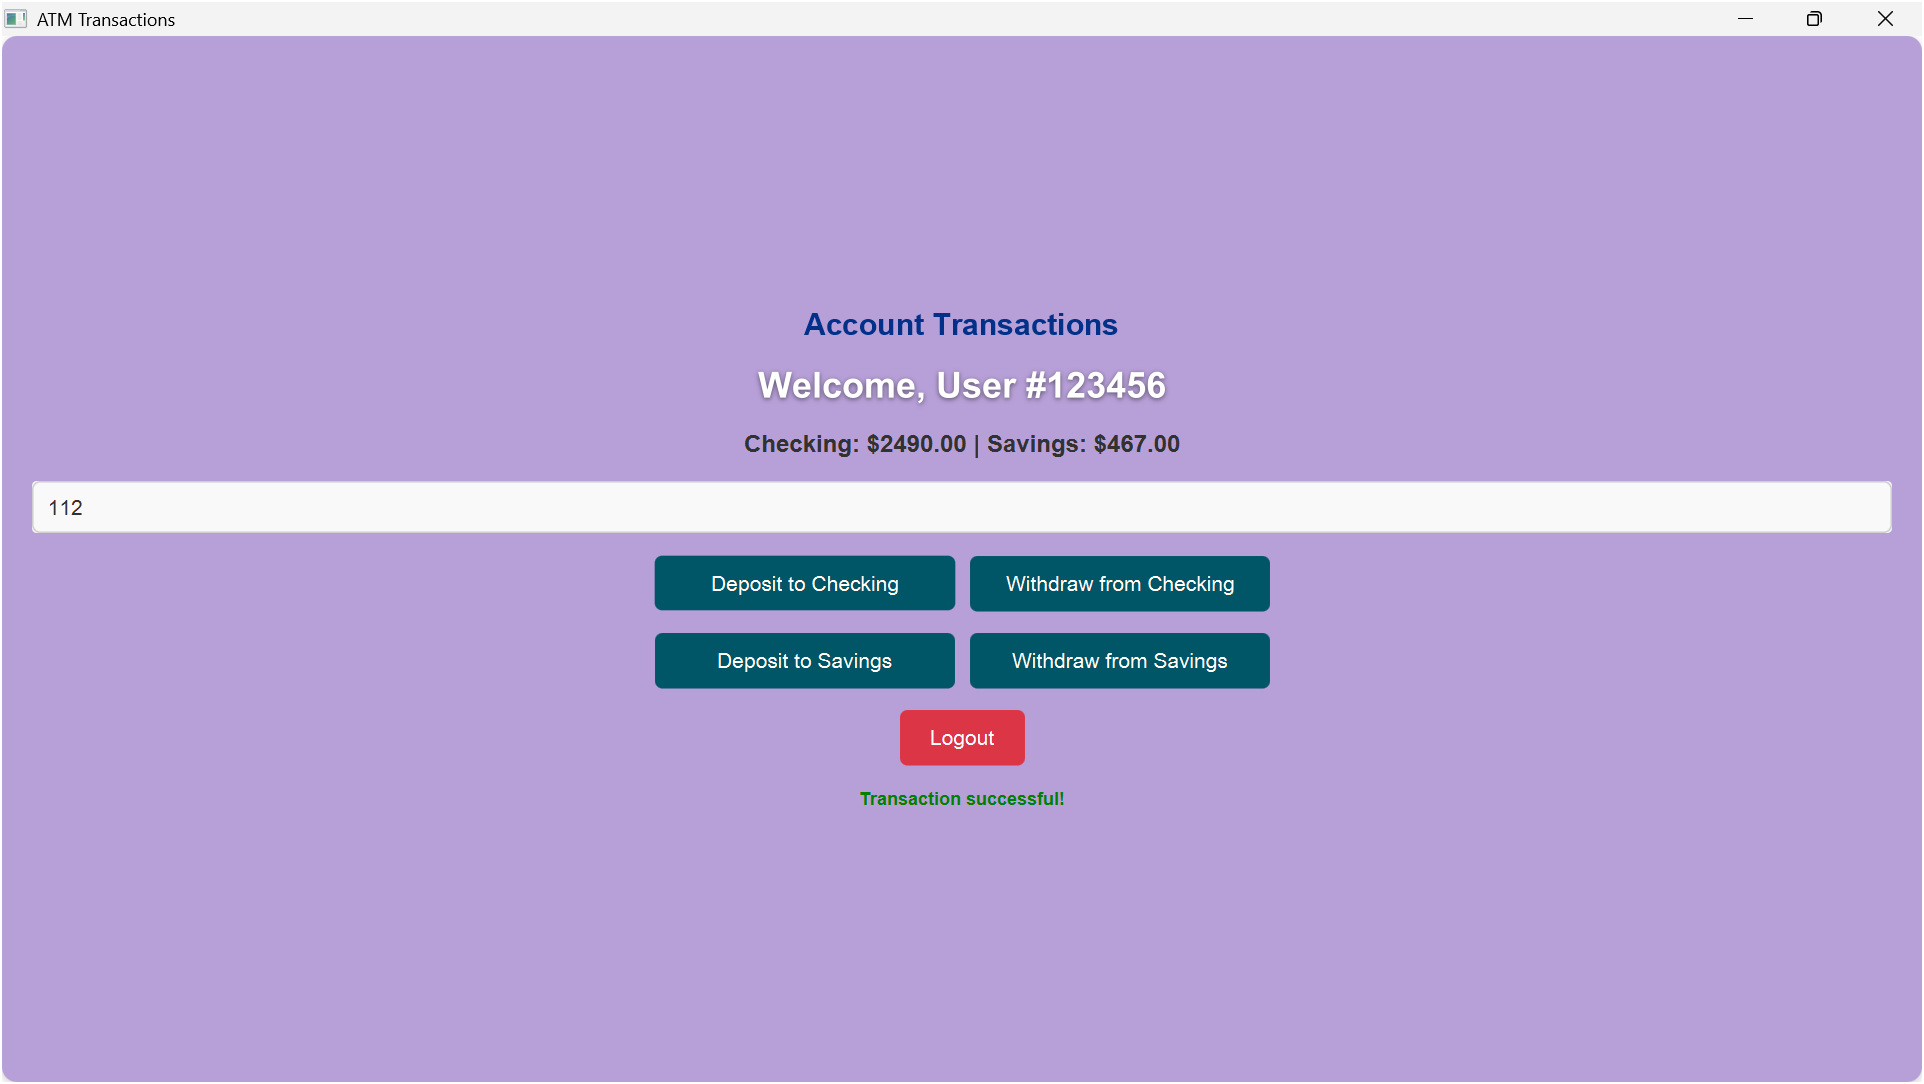 ATM Transactions
Account Transactions
Welcome, User #123456
Checking: $2490.00 | Savings: $467.00
112
Deposit to Checking
Withdraw from Checking
Deposit to Savings
Withdraw from Savings
Logout
Transaction successful!